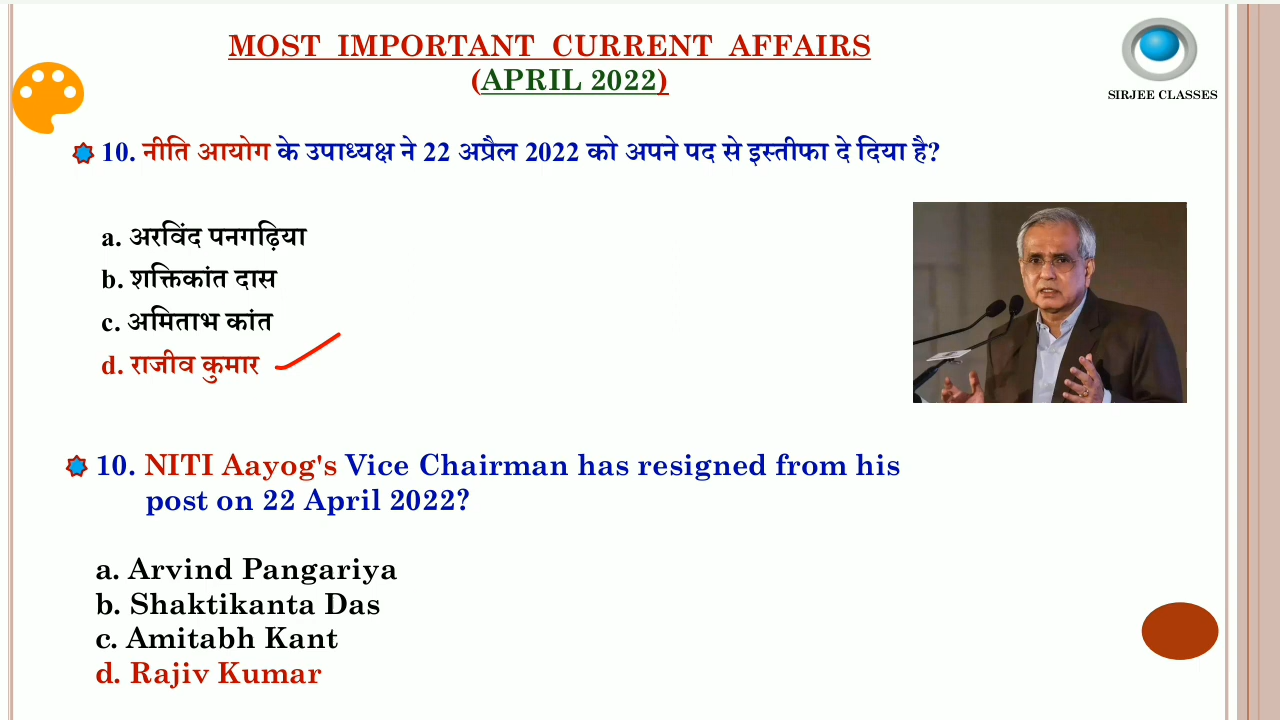 MOST IMPORTANT CURRENT AFFAIRS
(APRIL 2022)
SIRJEE CLASSES
10. नीति आयोग के उपाध्यक्ष ने 22 अप्रैल 2022 को अपने पद से इस्तीफा दे दिया है?
a. अरविंद पनगढ़िया
b. शक्तिकांत दास
c. अमिताभ कांत
d. राजीव कुमार
10. NITI Aayog's Vice Chairman has resigned from his
post on 22 April 2022?
a. Arvind Pangariya
b. Shaktikanta Das
c. Amitabh Kant
d. Rajiv Kumar